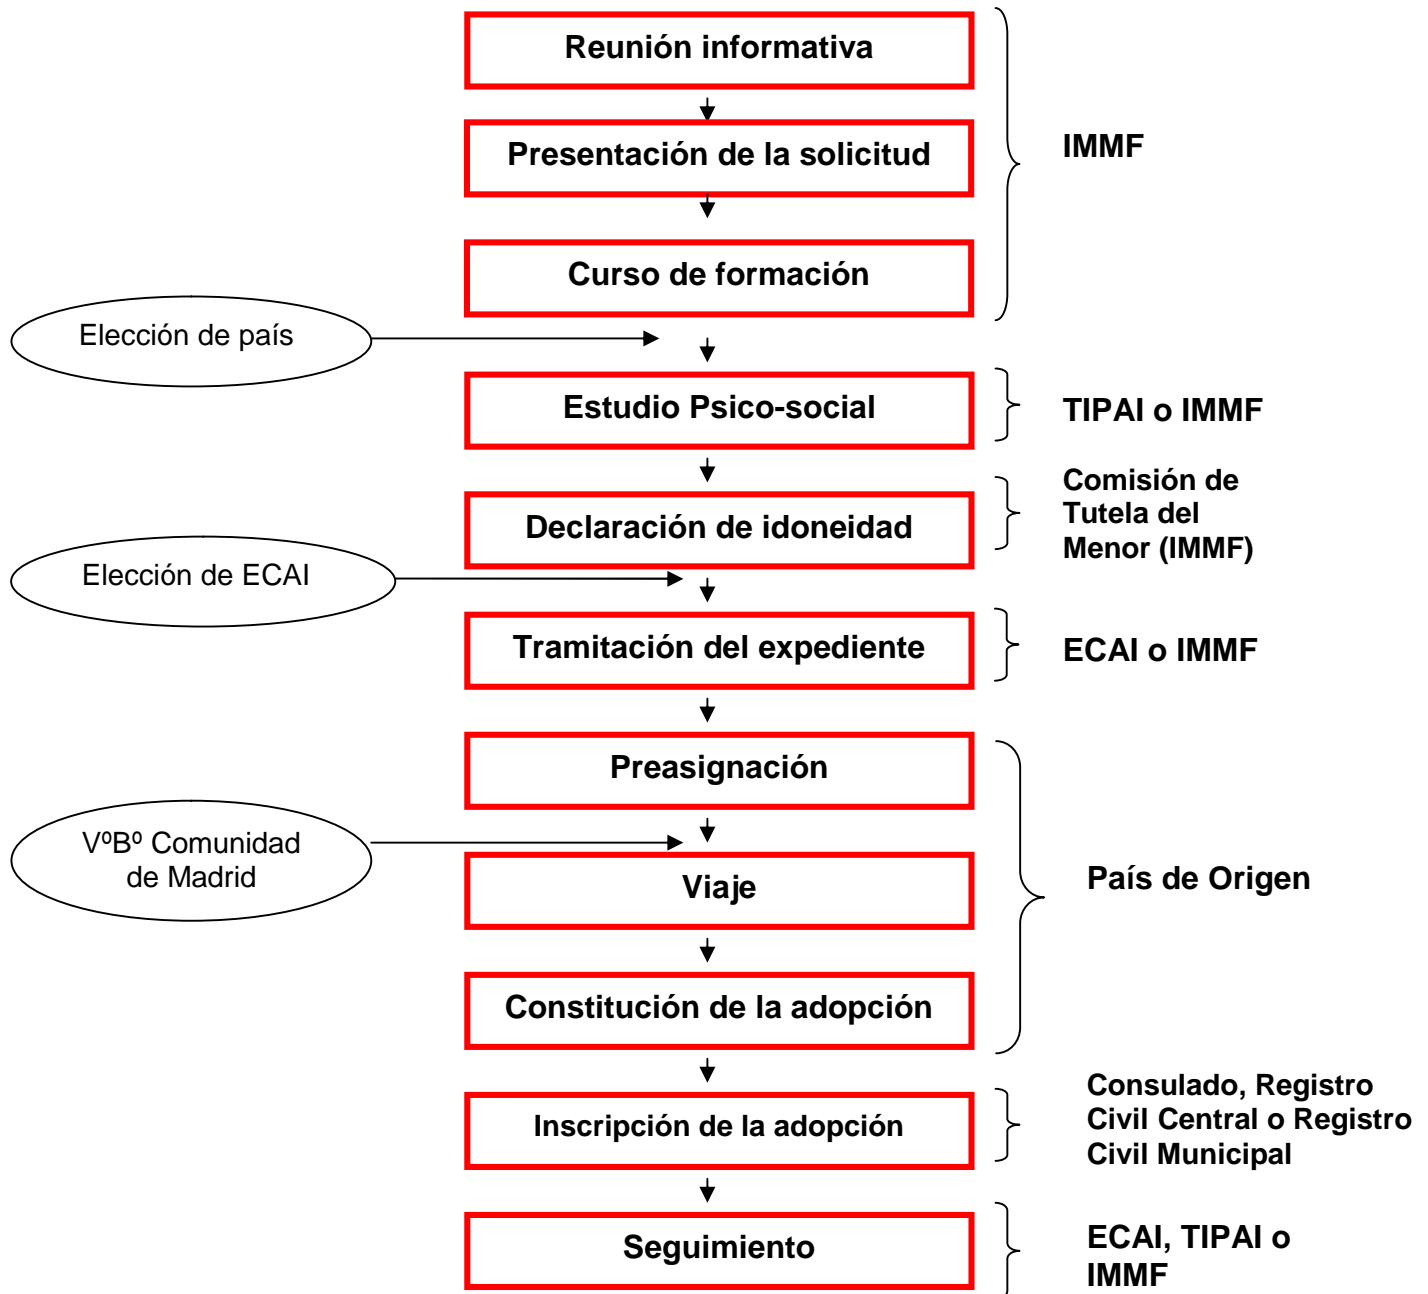 Reunión informativa
Presentación de la solicitud
IMMF
Curso de formación
Elección de país
Estudio Psico-social
TIPAI o IMMF
Declaración de idoneidad
Comisión de
Tutela del
Menor (IMMF)
Elección de ECAI
Tramitación del expediente
ECAI o IMMF
Preasignación
VºBº Comunidad
de Madrid
Viaje
País de Origen
Constitución de la adopción
Inscripción de la adopción
Consulado, Registro
Civil Central o Registro
Civil Municipal
Seguimiento
ECAI, TIPAI o
IMMF